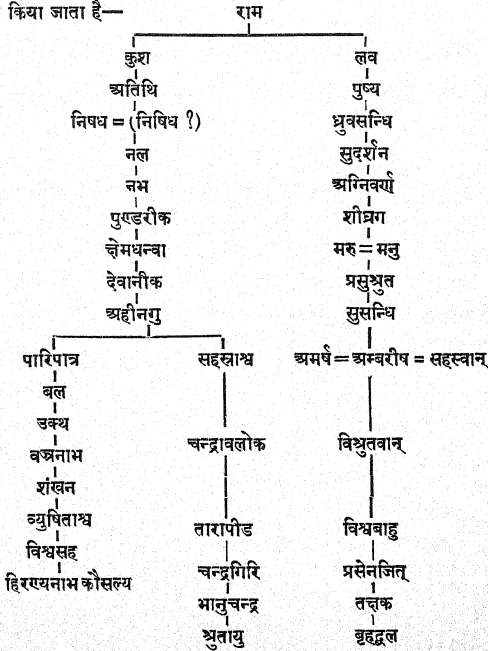 किया जाता है—
राम
कुश लव
अतिथि पुष्य
निषध = (निषिध ?) ध्रुवसन्धि
नल सुदर्शन
नभ अग्निवर्ण
पुण्डरीक शीघ्रग
क्षेमधन्वा मरु = मनु
देवानीक प्रसुश्रुत
अहीनगु सुसन्धि
पारिपात्र सहस्राश्व अमर्ष = अम्बरीष = सहस्वान्
बल
उक्थ
चन्द्रावलोक विश्रुतवान्
वज्रनाभ
शंखन
व्युषिताश्व
तारापीड विश्वबाहु
विश्वसह
चन्द्रगिरि प्रसेनजित्
हिरण्यनाभ कौसल्य
भानुचन्द्र तक्षक
श्रुतायु बृहद्बल